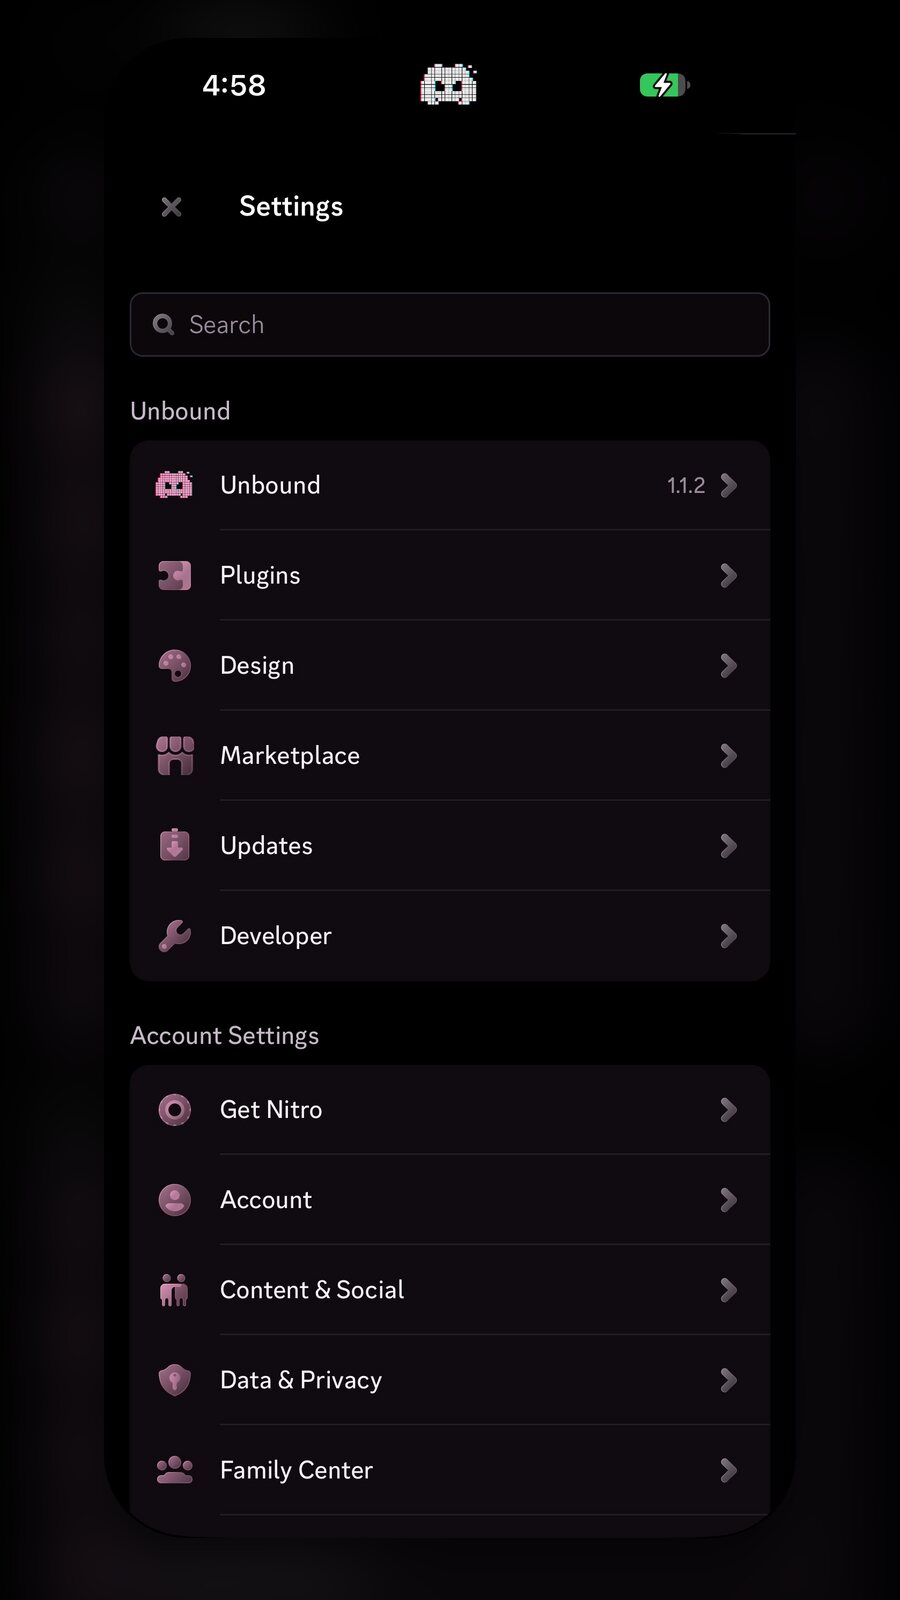 4:58
Settings
Search
Unbound
Unbound 1.1.2
Plugins
Design
Marketplace
Updates
Developer
Account Settings
Get Nitro
Account
Content & Social
Data & Privacy
Family Center